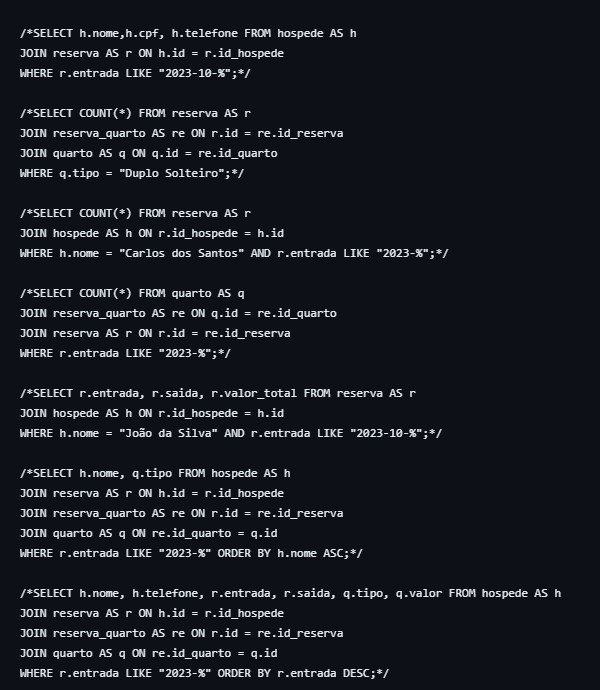 /*SELECT h.nome,h.cpf, h.telefone FROM hospede AS h
JOIN reserva AS r ON h.id = r.id_hospede
WHERE r.entrada LIKE "2023-10-%";*/

/*SELECT COUNT(*) FROM reserva AS r
JOIN reserva_quarto AS re ON r.id = re.id_reserva
JOIN quarto AS q ON q.id = re.id_quarto
WHERE q.tipo = "Duplo Solteiro";*/

/*SELECT COUNT(*) FROM reserva AS r
JOIN hospede AS h ON r.id_hospede = h.id
WHERE h.nome = "Carlos dos Santos" AND r.entrada LIKE "2023-%";*/

/*SELECT COUNT(*) FROM quarto AS q
JOIN reserva_quarto AS re ON q.id = re.id_quarto
JOIN reserva AS r ON r.id = re.id_reserva
WHERE r.entrada LIKE "2023-%";*/

/*SELECT r.entrada, r.saida, r.valor_total FROM reserva AS r
JOIN hospede AS h ON r.id_hospede = h.id
WHERE h.nome = "João da Silva" AND r.entrada LIKE "2023-10-%";*/

/*SELECT h.nome, q.tipo FROM hospede AS h
JOIN reserva AS r ON h.id = r.id_hospede
JOIN reserva_quarto AS re ON r.id = re.id_reserva
JOIN quarto AS q ON re.id_quarto = q.id
WHERE r.entrada LIKE "2023-%" ORDER BY h.nome ASC;*/

/*SELECT h.nome, h.telefone, r.entrada, r.saida, q.tipo, q.valor FROM hospede AS h
JOIN reserva AS r ON h.id = r.id_hospede
JOIN reserva_quarto AS re ON r.id = re.id_reserva
JOIN quarto AS q ON re.id_quarto = q.id
WHERE r.entrada LIKE "2023-%" ORDER BY r.entrada DESC;*/